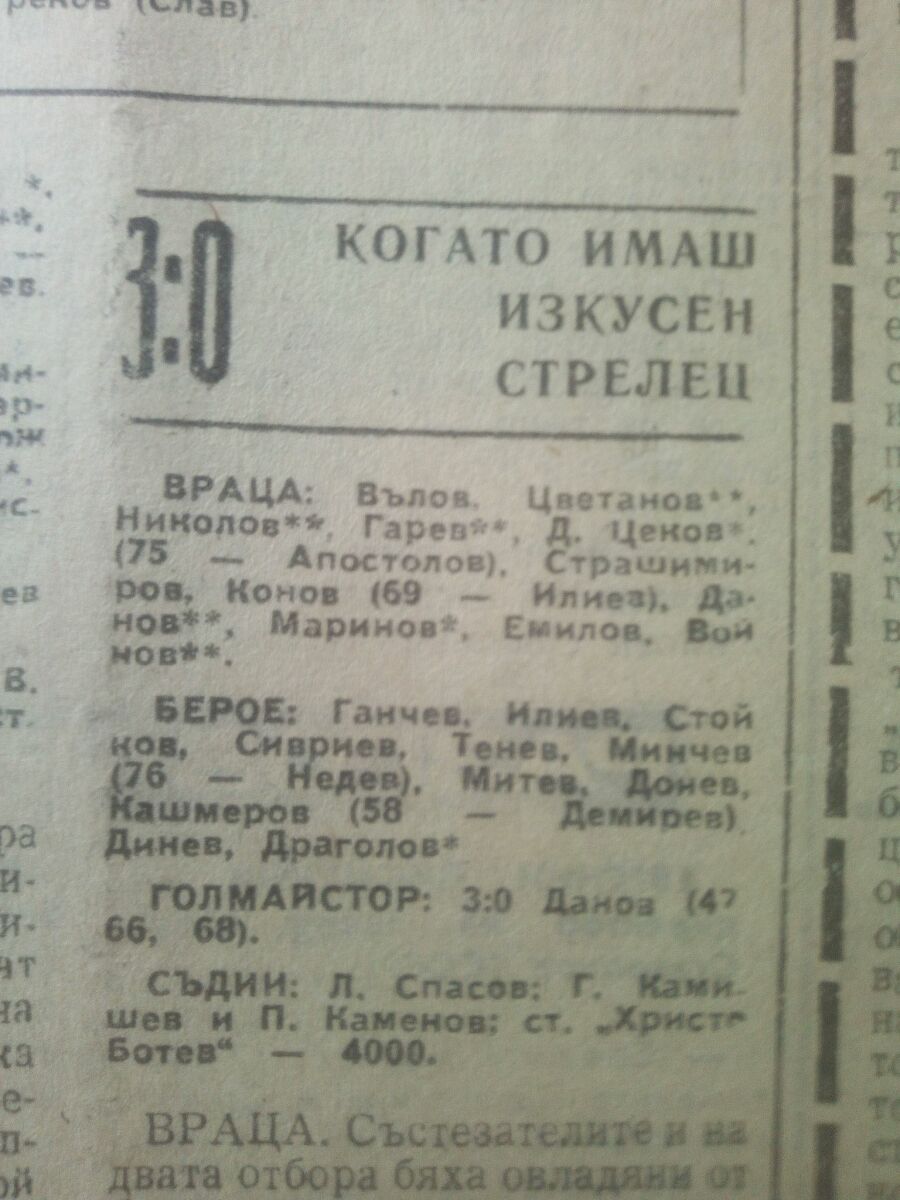 (Слав).
3:0
КОГАТО ИМАШ
ИЗКУСЕН
СТРЕЛЕЦ
ВРАЦА: Вълов, Цветанов**,
Николов**, Гарев**, Д. Цеков*,
(75 — Апостолов), Страшими-
ров, Конов (69 — Илиев), Да-
нов**, Маринов*, Емилов, Вой
нов**.
БЕРОЕ: Ганчев, Илиев, Стой
ков, Сивриев, Тенев, Минчев
(76 — Недев), Митев, Донев,
Кашмеров (58 — Демирев)
Динев, Драголов*
ГОЛМАЙСТОР: 3:0 Данов (47
66, 68).
СЪДИИ: Л. Спасов; Г. Ками-
шев и П. Каменов; ст. „Христо
Ботев“ — 4000.
ВРАЦА. Състезателите и на
двата отбора бяха овладяни от